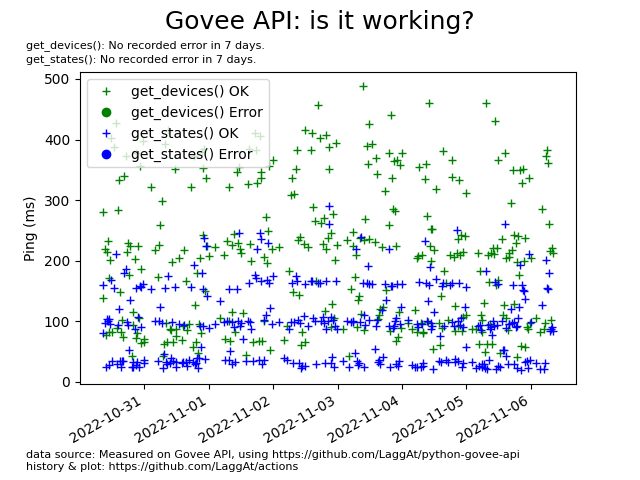 Govee API: is it working?
get_devices(): No recorded error in 7 days.
get_states(): No recorded error in 7 days.
500
400
300
200
100
0
Ping (ms)
get_devices() OK
get_devices() Error
get_states() OK
get_states() Error
2022-10-31
2022-11-01
2022-11-02
2022-11-03
2022-11-04
2022-11-05
2022-11-06
data source: Measured on Govee API, using https://github.com/LaggAt/python-govee-api
history & plot: https://github.com/LaggAt/actions